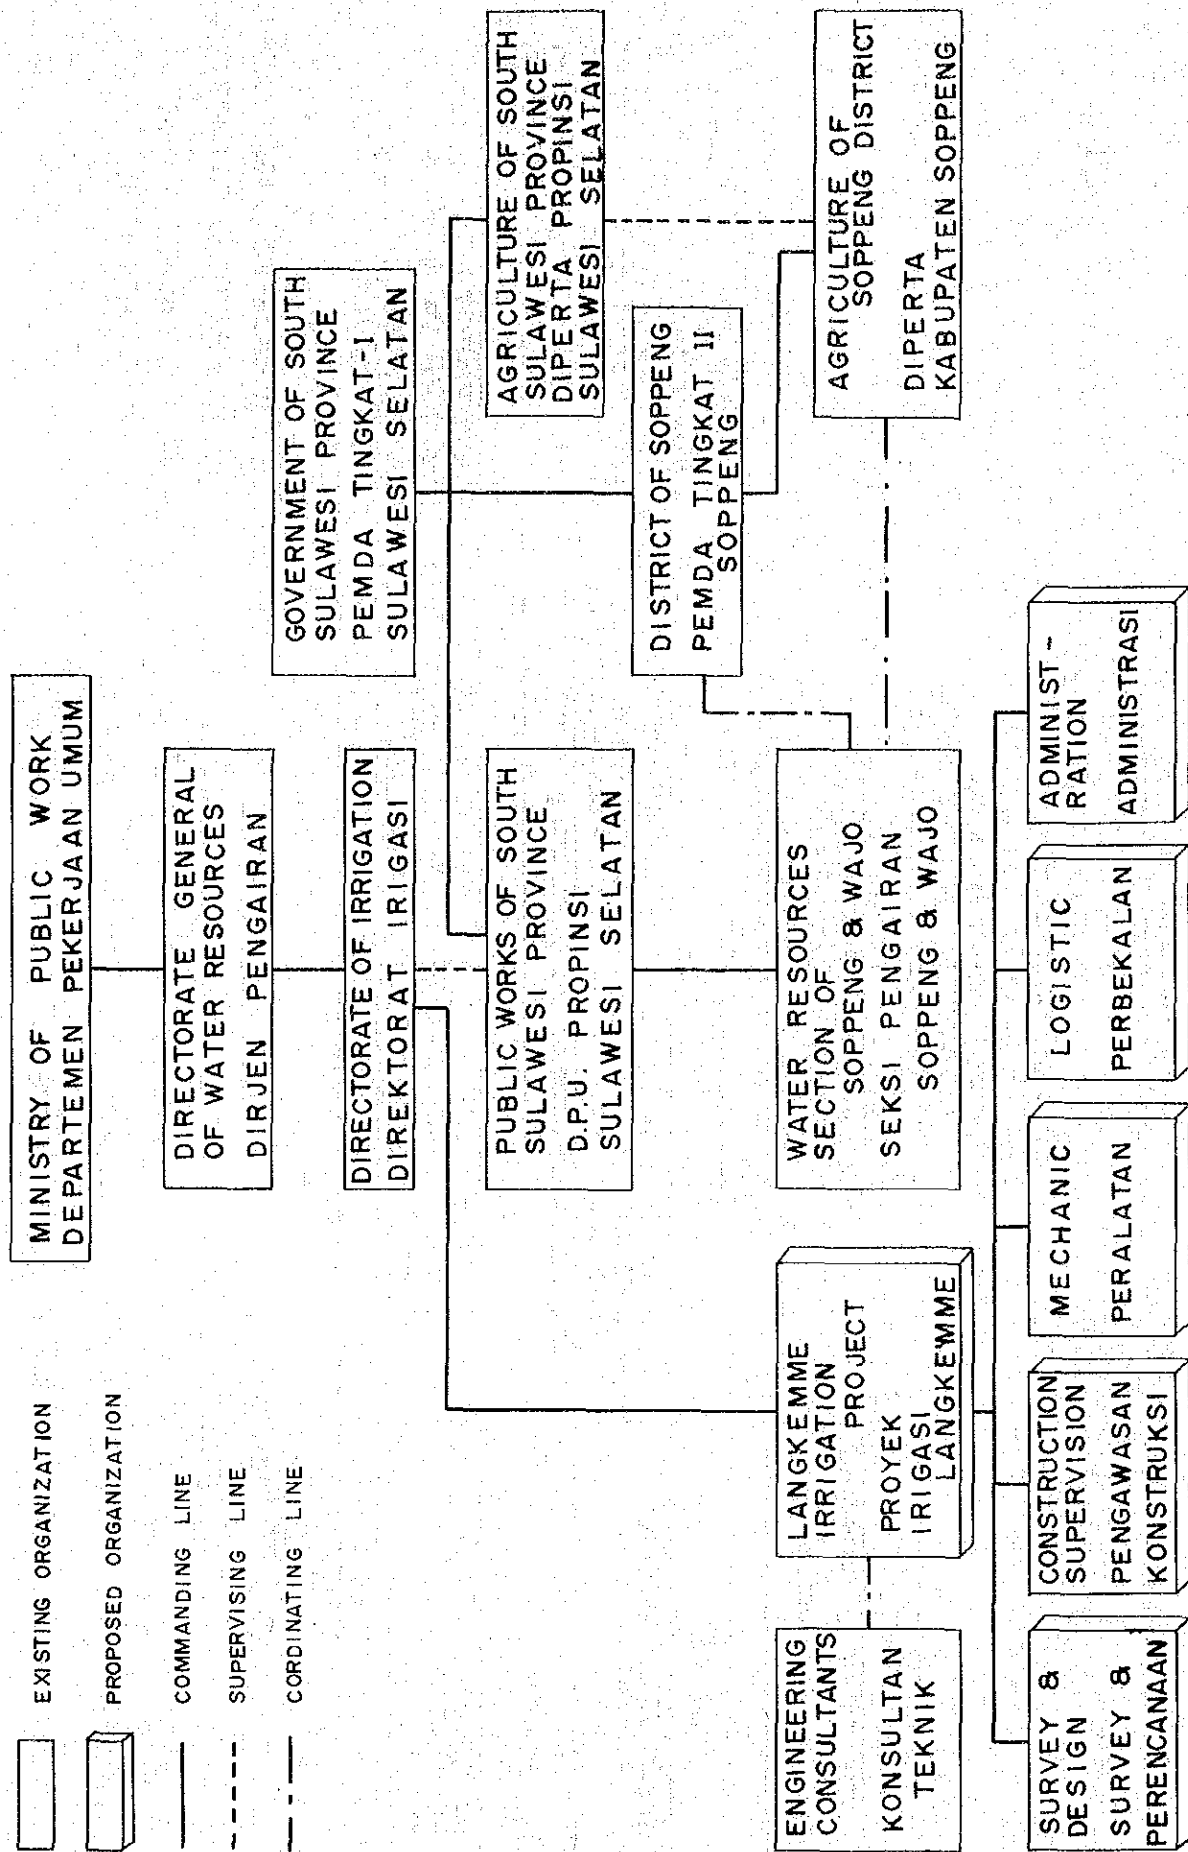 MINISTRY OF PUBLIC WORK
DEPARTEMEN PEKERJAAN UMUM
DIRECTORATE GENERAL
OF WATER RESOURCES
DIRJEN PENGAIRAN
DIRECTORATE OF IRRIGATION
DIREKTORAT IRIGASI
GOVERNMENT OF SOUTH
SULAWESI PROVINCE
PEMDA TINGKAT-I
SULAWESI SELATAN
PUBLIC WORKS OF SOUTH
SULAWESI PROVINCE
D.P.U. PROPINSI
SULAWESI SELATAN
AGRICULTURE OF SOUTH
SULAWESI PROVINCE
DIPERTA PROPINSI
SULAWESI SELATAN
DISTRICT OF SOPPENG
PEMDA TINGKAT II
SOPPENG
ENGINEERING
CONSULTANTS
KONSULTAN
TEKNIK
LANGKEMME
IRRIGATION
PROJECT
PROYEK
IRIGASI
LANGKEMME
WATER RESOURCES
SECTION OF
SOPPENG & WAJO
SEKSI PENGAIRAN
SOPPENG & WAJO
AGRICULTURE OF
SOPPENG DISTRICT
DIPERTA
KABUPATEN SOPPENG
SURVEY &
DESIGN
SURVEY &
PERENCANAAN
CONSTRUCTION
SUPERVISION
PENGAWASAN
KONSTRUKSI
MECHANIC
PERALATAN
LOGISTIC
PERBEKALAN
ADMINIST-
RATION
ADMINISTRASI
EXISTING ORGANIZATION
PROPOSED ORGANIZATION
COMMANDING LINE
SUPERVISING LINE
CORDINATING LINE